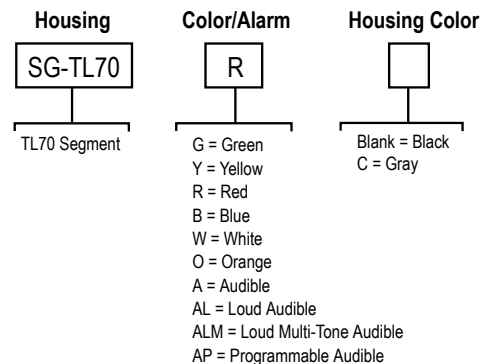 Housing
Color/Alarm
Housing Color
SG-TL70
R
TL70 Segment
G = Green
Y = Yellow
R = Red
B = Blue
W = White
O = Orange
A = Audible
AL = Loud Audible
ALM = Loud Multi-Tone Audible
AP = Programmable Audible
Blank = Black
C = Gray